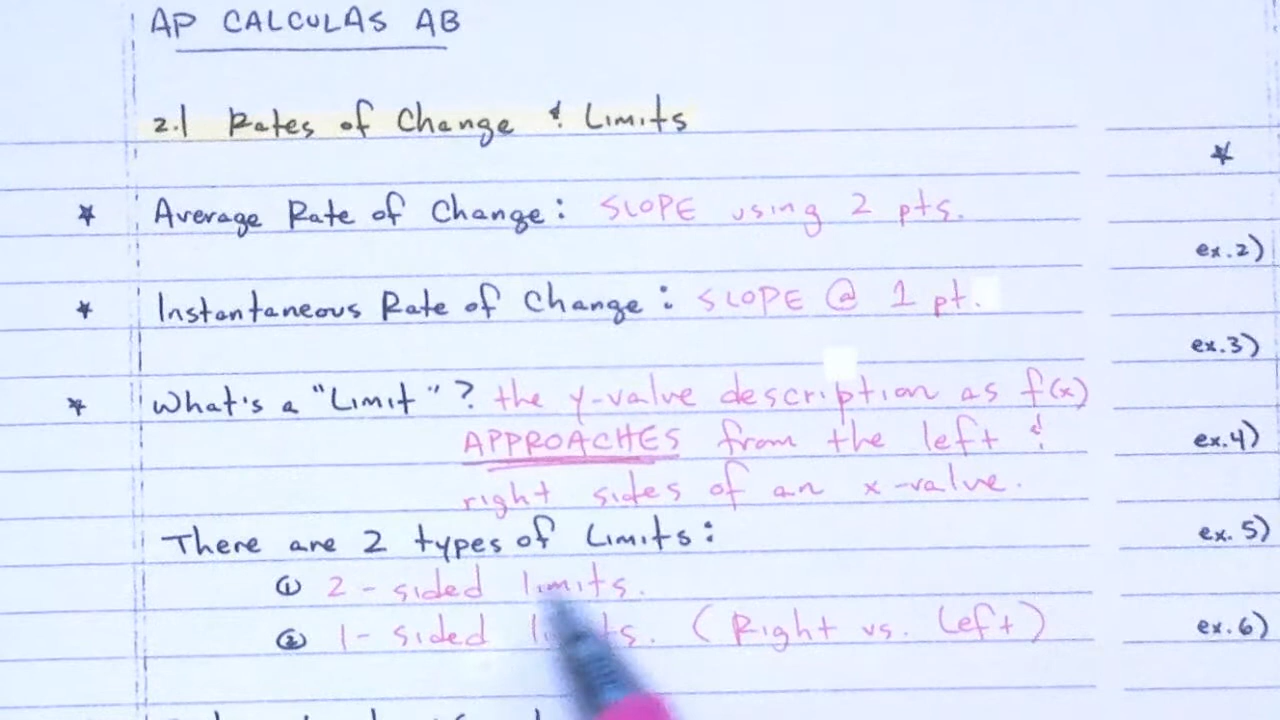 AP CALCULAS AB
2.1 Rates of Change & Limits
* Average Rate of Change: SLOPE using 2 pts.
* Instantaneous Rate of Change: SLOPE @ 1 pt.
* What's a "Limit"? the y-value description as f(x)
APPROACHES from the left &
right sides of an x-value.
There are 2 types of Limits:
① 2-sided limits.
② 1-sided limits. (Right vs. Left)
*
ex.2)
ex.3)
ex.4)
ex.5)
ex.6)